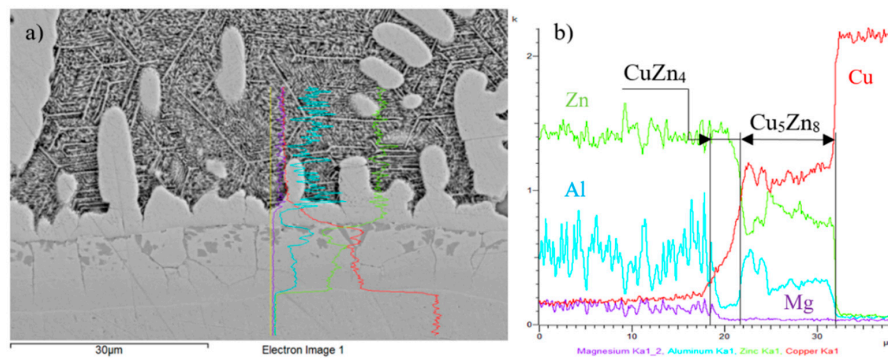 a)
30μm
Electron Image 1
k
b)
2
CuZn4
Cu
Zn
Cu5Zn8
1
Al
Mg
0
0 10 20 30 μ
Magnesium Ka1_2, Aluminum Ka1, Zinc Ka1, Copper Ka1